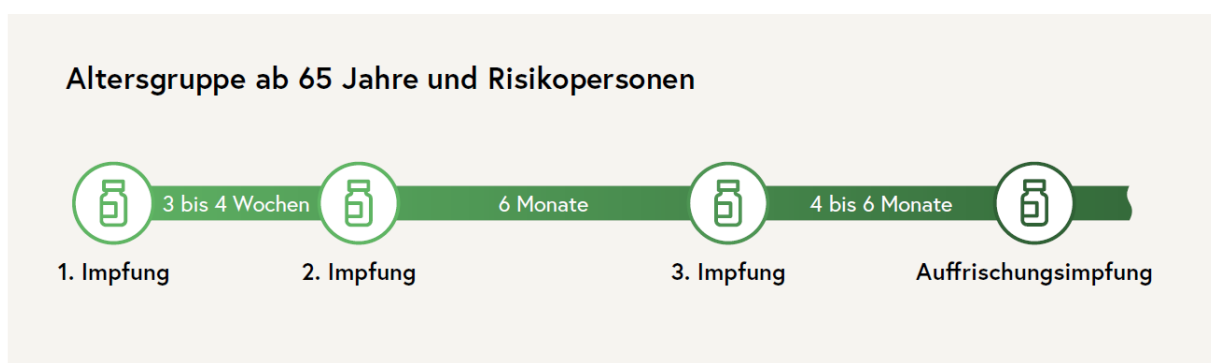 Altersgruppe ab 65 Jahre und Risikopersonen
3 bis 4 Wochen
6 Monate
4 bis 6 Monate
1. Impfung
2. Impfung
3. Impfung
Auffrischungsimpfung